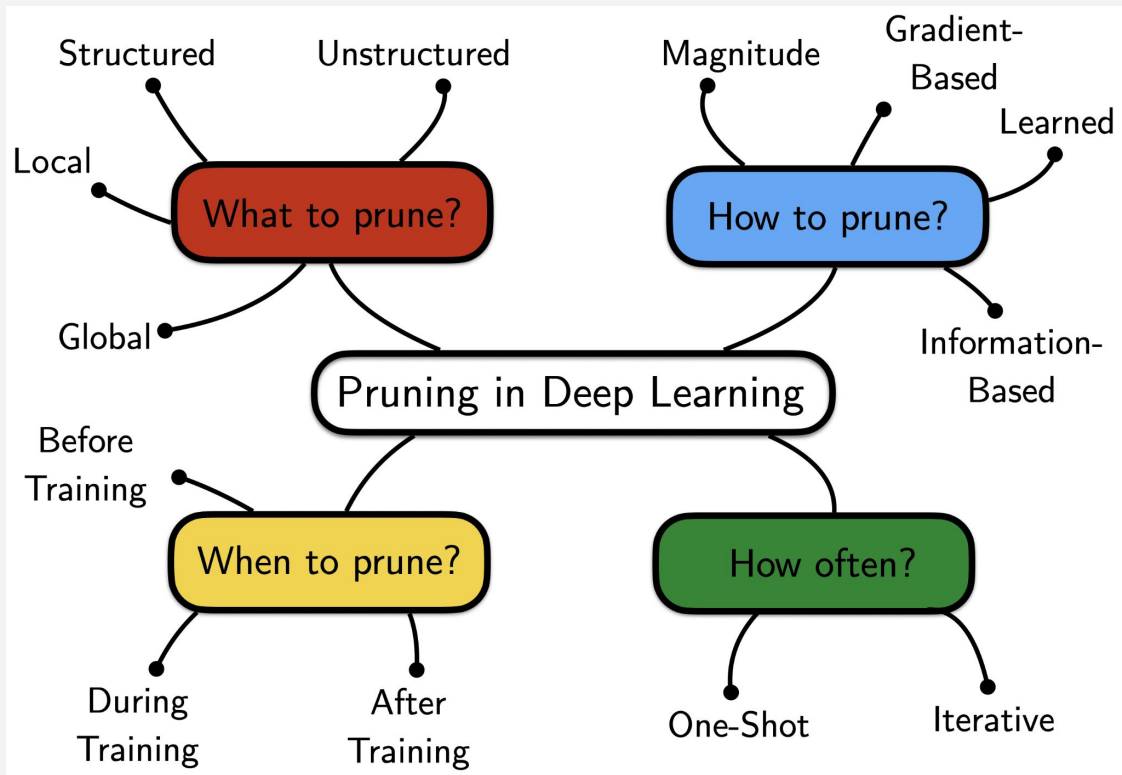 Structured
Unstructured
Local
What to prune?
Global
Magnitude
Gradient-
Based
Learned
How to prune?
Information-
Based
Pruning in Deep Learning
Before
Training
When to prune?
During
Training
After
Training
How often?
One-Shot
Iterative